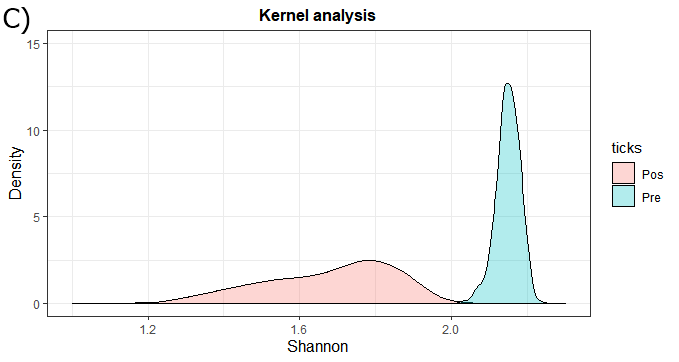 C)
Kernel analysis
15
10
5
0
Density
1.2 1.6 2.0
Shannon
ticks
Pos
Pre